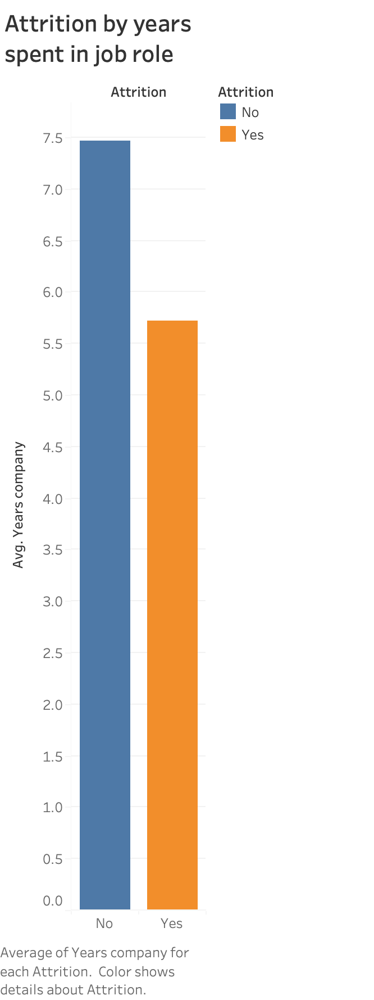 Attrition by years
spent in job role
Attrition
Attrition
No
Yes
7.5
7.0
6.5
6.0
5.5
5.0
4.5
4.0
3.5
3.0
2.5
2.0
1.5
1.0
0.5
0.0
Avg. Years company
No
Yes
Average of Years company for
each Attrition.  Color shows
details about Attrition.